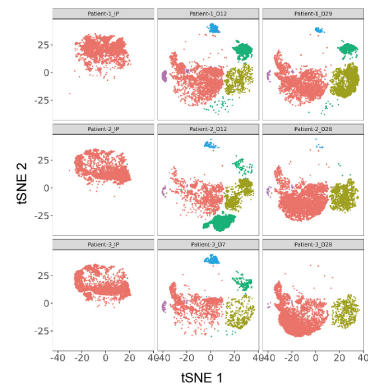 Patient-1_IP Patient-1_D12 Patient-1_D29
25
0
-25
Patient-2_IP Patient-2_D12 Patient-2_D28
25
0
-25
Patient-3_IP Patient-3_D7 Patient-3_D28
25
0
-25
-40 -20 0 20 40 -40 -20 0 20 40 -40 -20 0 20 40
tSNE 2
tSNE 1